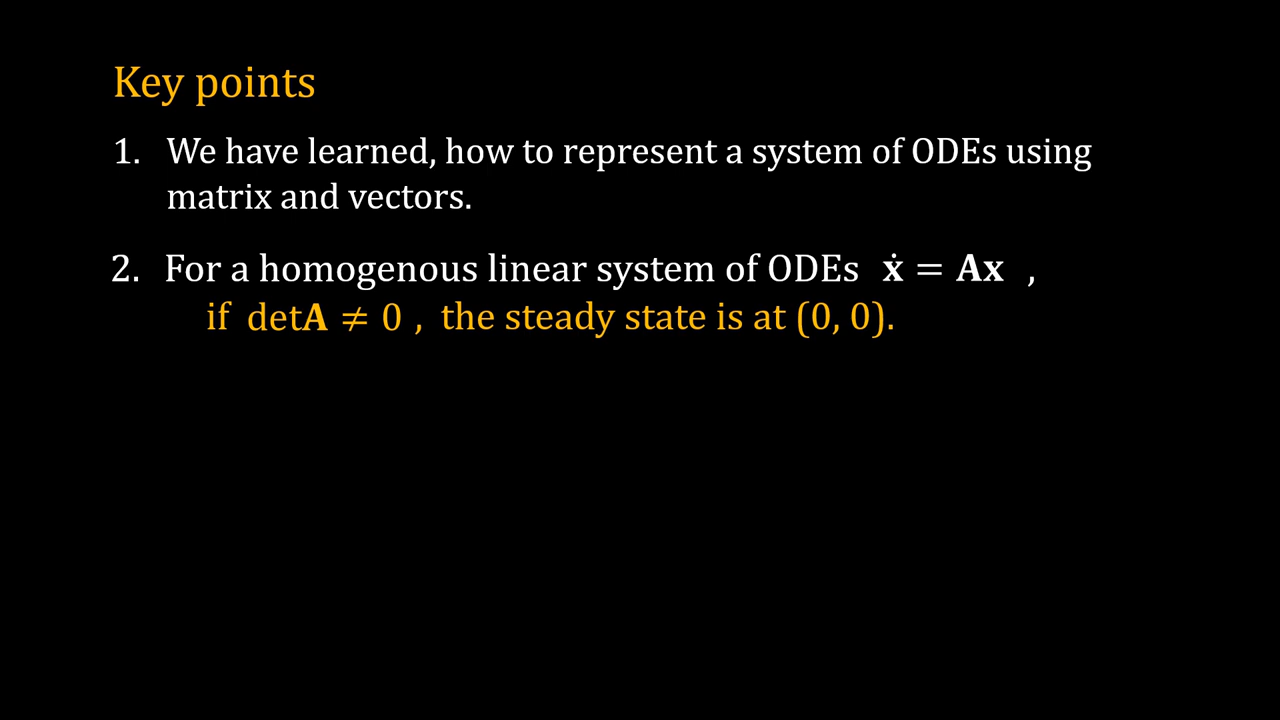 Key points
1. We have learned, how to represent a system of ODEs using
matrix and vectors.
2. For a homogenous linear system of ODEs ẋ = Ax ,
if detA ≠ 0 , the steady state is at (0, 0).